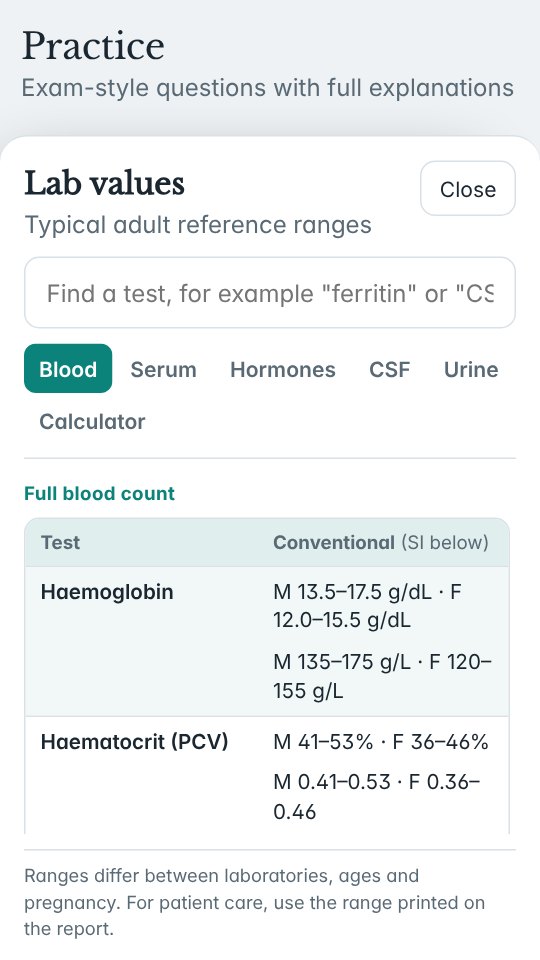 Practice
Exam-style questions with full explanations
Lab values
Close
Typical adult reference ranges
Find a test, for example "ferritin" or "CS
Blood
Serum
Hormones
CSF
Urine
Calculator
Full blood count
Test
Conventional (SI below)
Haemoglobin
M 13.5–17.5 g/dL · F
12.0–15.5 g/dL
M 135–175 g/L · F 120–
155 g/L
Haematocrit (PCV)
M 41–53% · F 36–46%
M 0.41–0.53 · F 0.36–
0.46
Ranges differ between laboratories, ages and
pregnancy. For patient care, use the range printed on
the report.